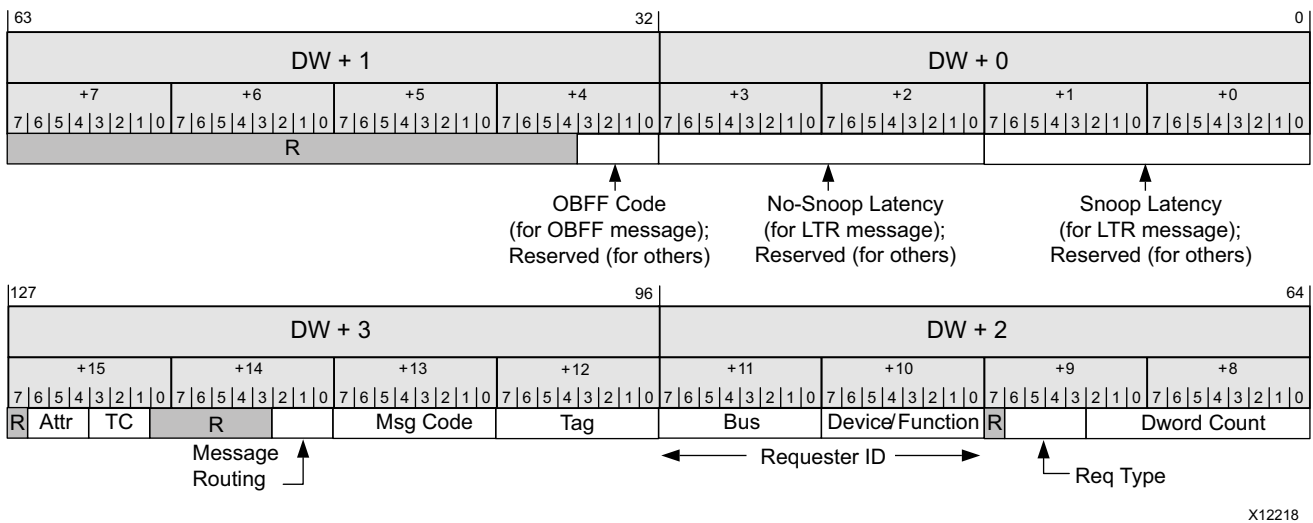 63 32 0
DW + 1 DW + 0
+7 +6 +5 +4 +3 +2 +1 +0
7 6 5 4 3 2 1 0 7 6 5 4 3 2 1 0 7 6 5 4 3 2 1 0 7 6 5 4 3 2 1 0 7 6 5 4 3 2 1 0 7 6 5 4 3 2 1 0 7 6 5 4 3 2 1 0 7 6 5 4 3 2 1 0
R
OBFF Code No-Snoop Latency Snoop Latency
(for OBFF message); (for LTR message); (for LTR message);
Reserved (for others) Reserved (for others) Reserved (for others)
127 96 64
DW + 3 DW + 2
+15 +14 +13 +12 +11 +10 +9 +8
7 6 5 4 3 2 1 0 7 6 5 4 3 2 1 0 7 6 5 4 3 2 1 0 7 6 5 4 3 2 1 0 7 6 5 4 3 2 1 0 7 6 5 4 3 2 1 0 7 6 5 4 3 2 1 0 7 6 5 4 3 2 1 0
R Attr TC R Msg Code Tag Bus Device/Function R Dword Count
Message Requester ID
Routing Req Type
X12218